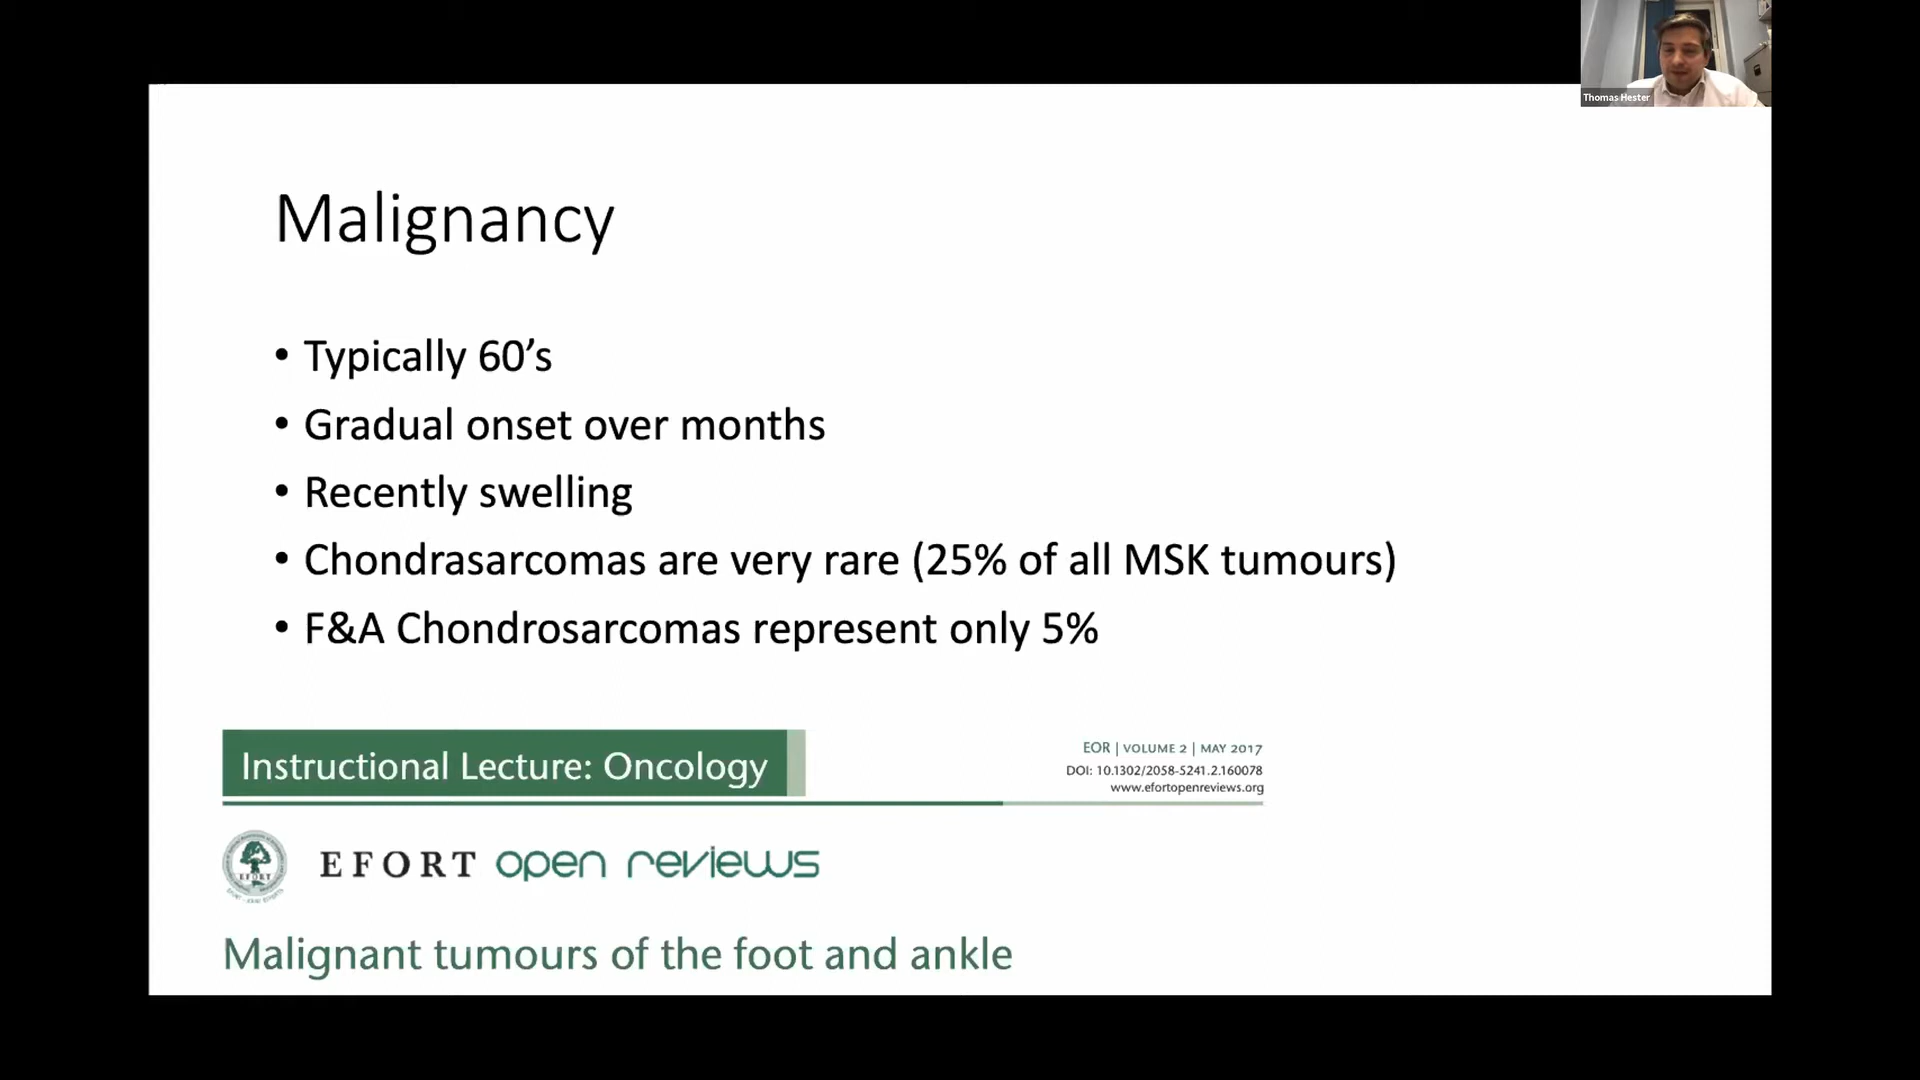 Thomas Hester
Malignancy
• Typically 60’s
• Gradual onset over months
• Recently swelling
• Chondrasarcomas are very rare (25% of all MSK tumours)
• F&A Chondrosarcomas represent only 5%
Instructional Lecture: Oncology
EOR | VOLUME 2 | MAY 2017
DOI: 10.1302/2058-5241.2.160078
www.efortopenreviews.org
EFORT
EFORT open reviews
Malignant tumours of the foot and ankle